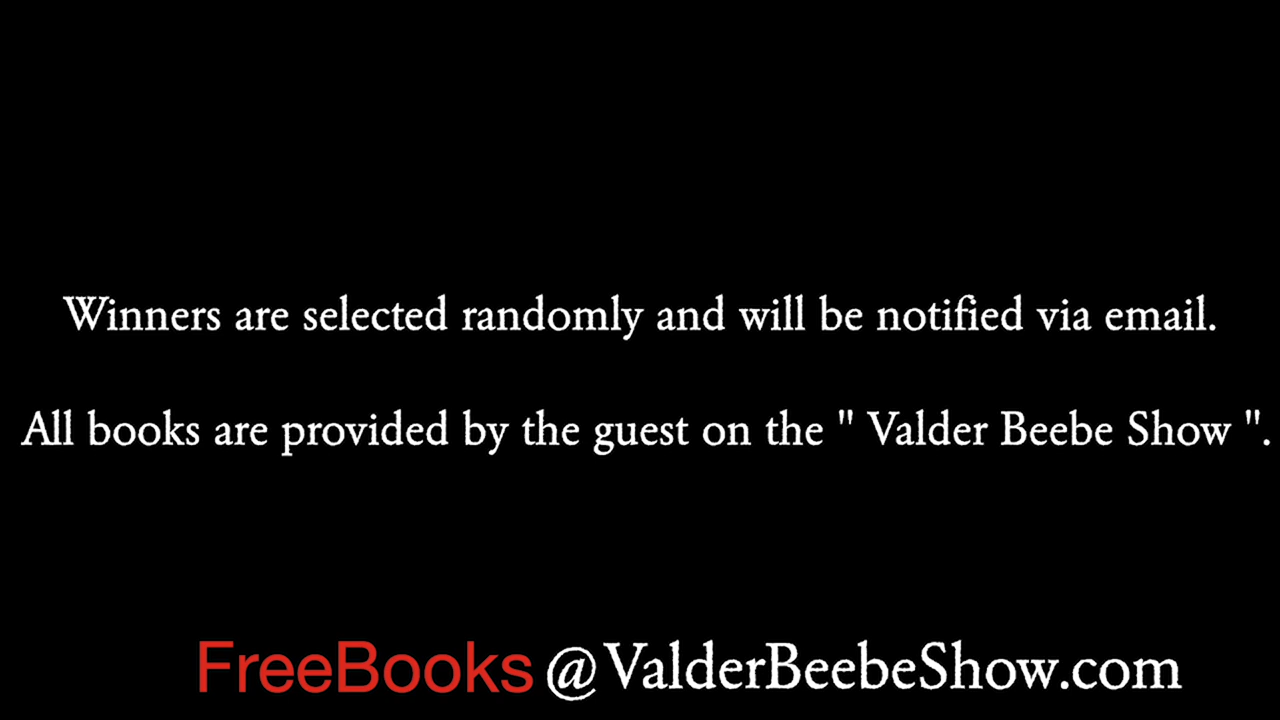 Winners are selected randomly and will be notified via email.
All books are provided by the guest on the " Valder Beebe Show ".
FreeBooks@ValderBeebeShow.com